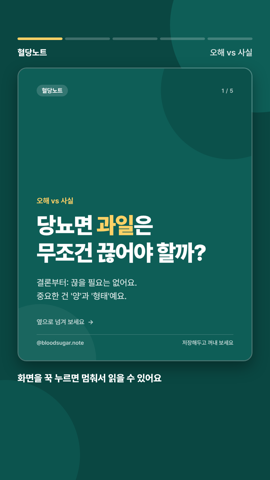 혈당노트
오해 vs 사실
혈당노트
1 / 5
오해 vs 사실
당뇨면 과일은
무조건 끊어야 할까?
결론부터: 끊을 필요는 없어요.
중요한 건 ‘양’과 ‘형태’예요.
옆으로 넘겨 보세요 →
@bloodsugar.note
저장해두고 꺼내 보세요
화면을 꾹 누르면 멈춰서 읽을 수 있어요